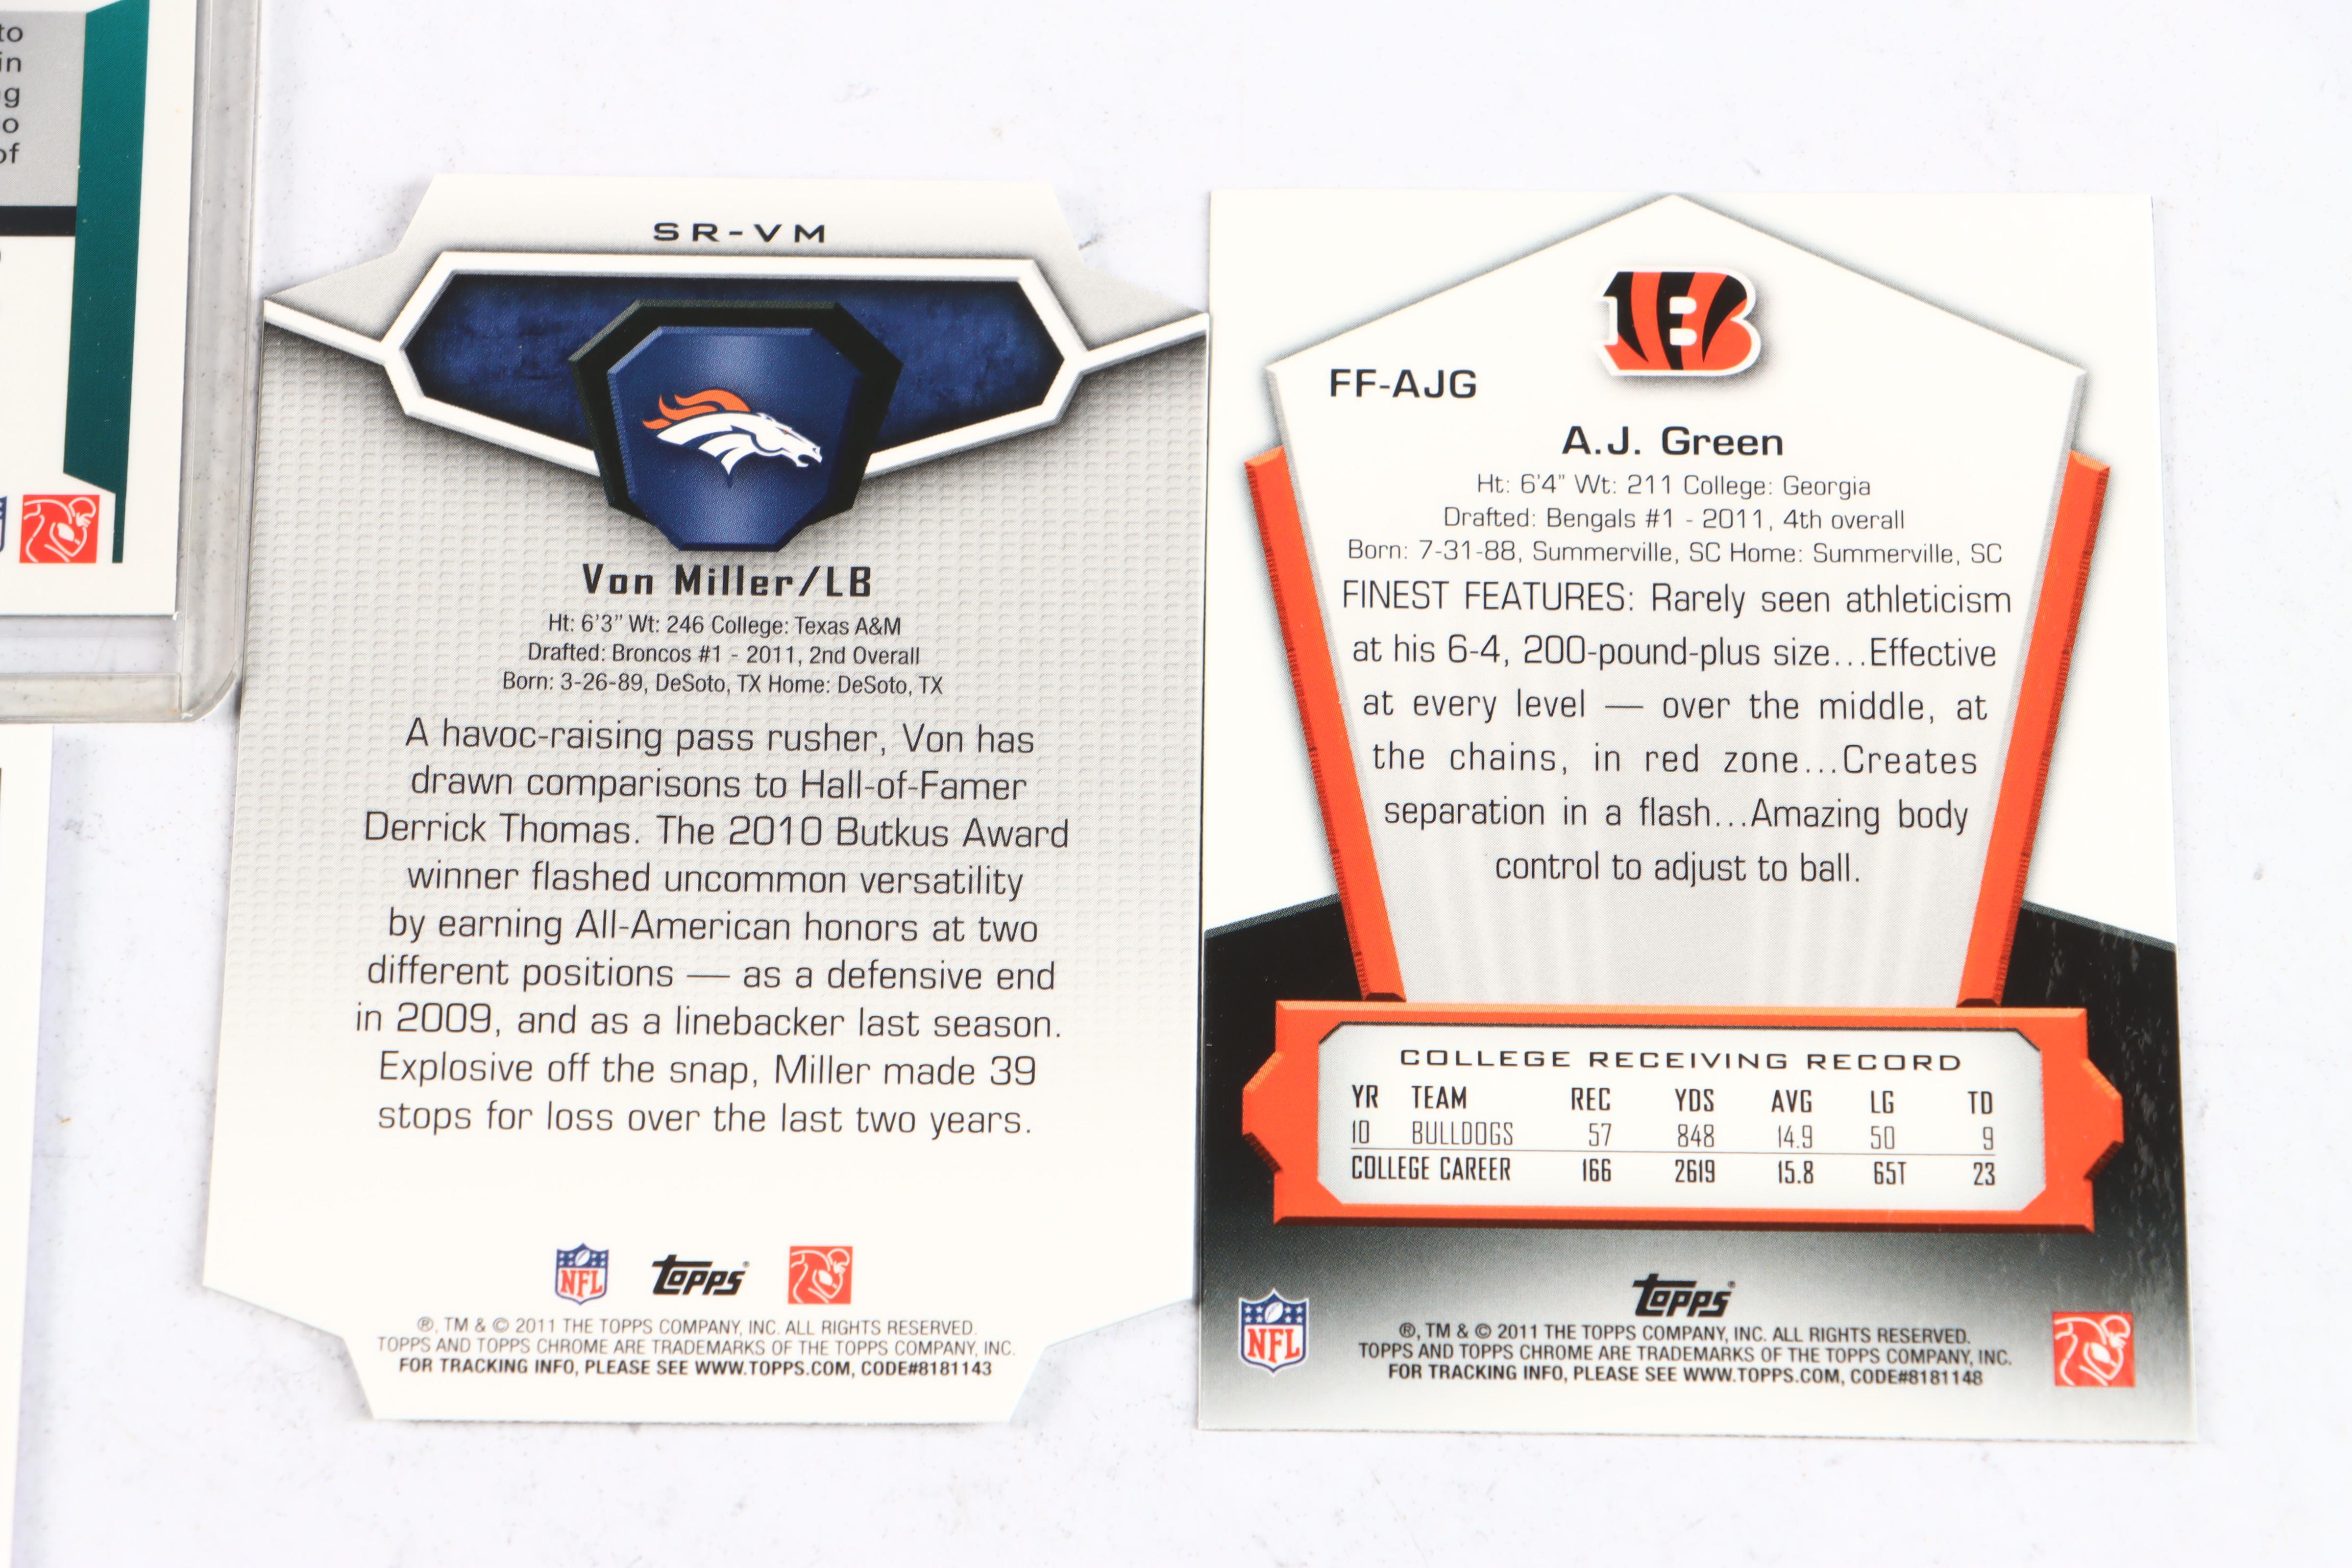 to
in
g
o
of
SR-VM
Von Miller/LB
Ht: 6'3" Wt: 246 College: Texas A&M
Drafted: Broncos #1 - 2011, 2nd Overall
Born: 3-26-89, DeSoto, TX Home: DeSoto, TX
A havoc-raising pass rusher, Von has
drawn comparisons to Hall-of-Famer
Derrick Thomas. The 2010 Butkus Award
winner flashed uncommon versatility
by earning All-American honors at two
different positions — as a defensive end
in 2009, and as a linebacker last season.
Explosive off the snap, Miller made 39
stops for loss over the last two years.
NFL topps®
®, TM & © 2011 THE TOPPS COMPANY, INC. ALL RIGHTS RESERVED.
TOPPS AND TOPPS CHROME ARE TRADEMARKS OF THE TOPPS COMPANY, INC.
FOR TRACKING INFO, PLEASE SEE WWW.TOPPS.COM, CODE#8181143
B
FF-AJG
A.J. Green
Ht: 6'4" Wt: 211 College: Georgia
Drafted: Bengals #1 - 2011, 4th overall
Born: 7-31-88, Summerville, SC Home: Summerville, SC
FINEST FEATURES: Rarely seen athleticism
at his 6-4, 200-pound-plus size...Effective
at every level — over the middle, at
the chains, in red zone...Creates
separation in a flash...Amazing body
control to adjust to ball.
COLLEGE RECEIVING RECORD
YR TEAM REC YDS AVG LG TD
10 BULLDOGS 57 848 14.9 50 9
COLLEGE CAREER 166 2619 15.8 65T 23
topps®
NFL
®, TM & © 2011 THE TOPPS COMPANY, INC. ALL RIGHTS RESERVED.
TOPPS AND TOPPS CHROME ARE TRADEMARKS OF THE TOPPS COMPANY, INC.
FOR TRACKING INFO, PLEASE SEE WWW.TOPPS.COM, CODE#8181148